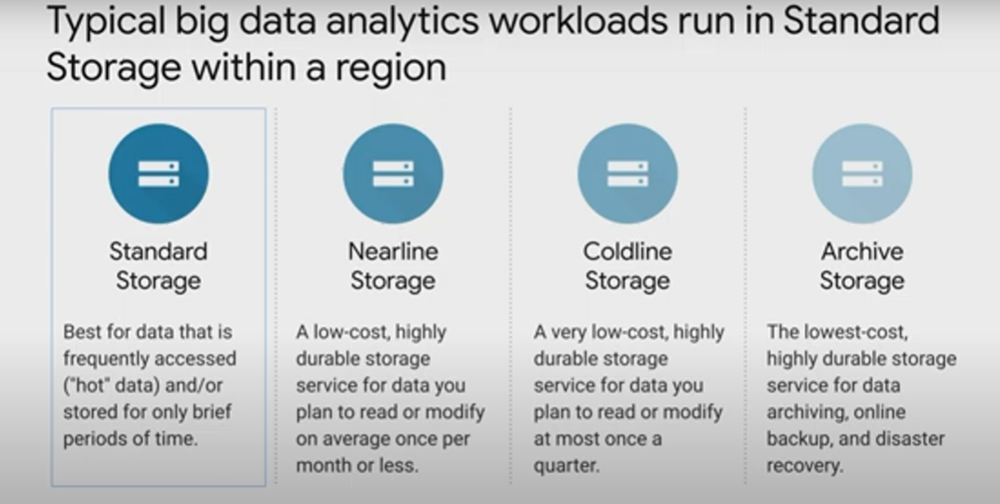 Typical big data analytics workloads run in Standard
Storage within a region
Standard
Storage
Best for data that is
frequently accessed
("hot" data) and/or
stored for only brief
periods of time.
Nearline
Storage
A low-cost, highly
durable storage
service for data you
plan to read or modify
on average once per
month or less.
Coldline
Storage
A very low-cost, highly
durable storage
service for data you
plan to read or modify
at most once a
quarter.
Archive
Storage
The lowest-cost,
highly durable storage
service for data
archiving, online
backup, and disaster
recovery.